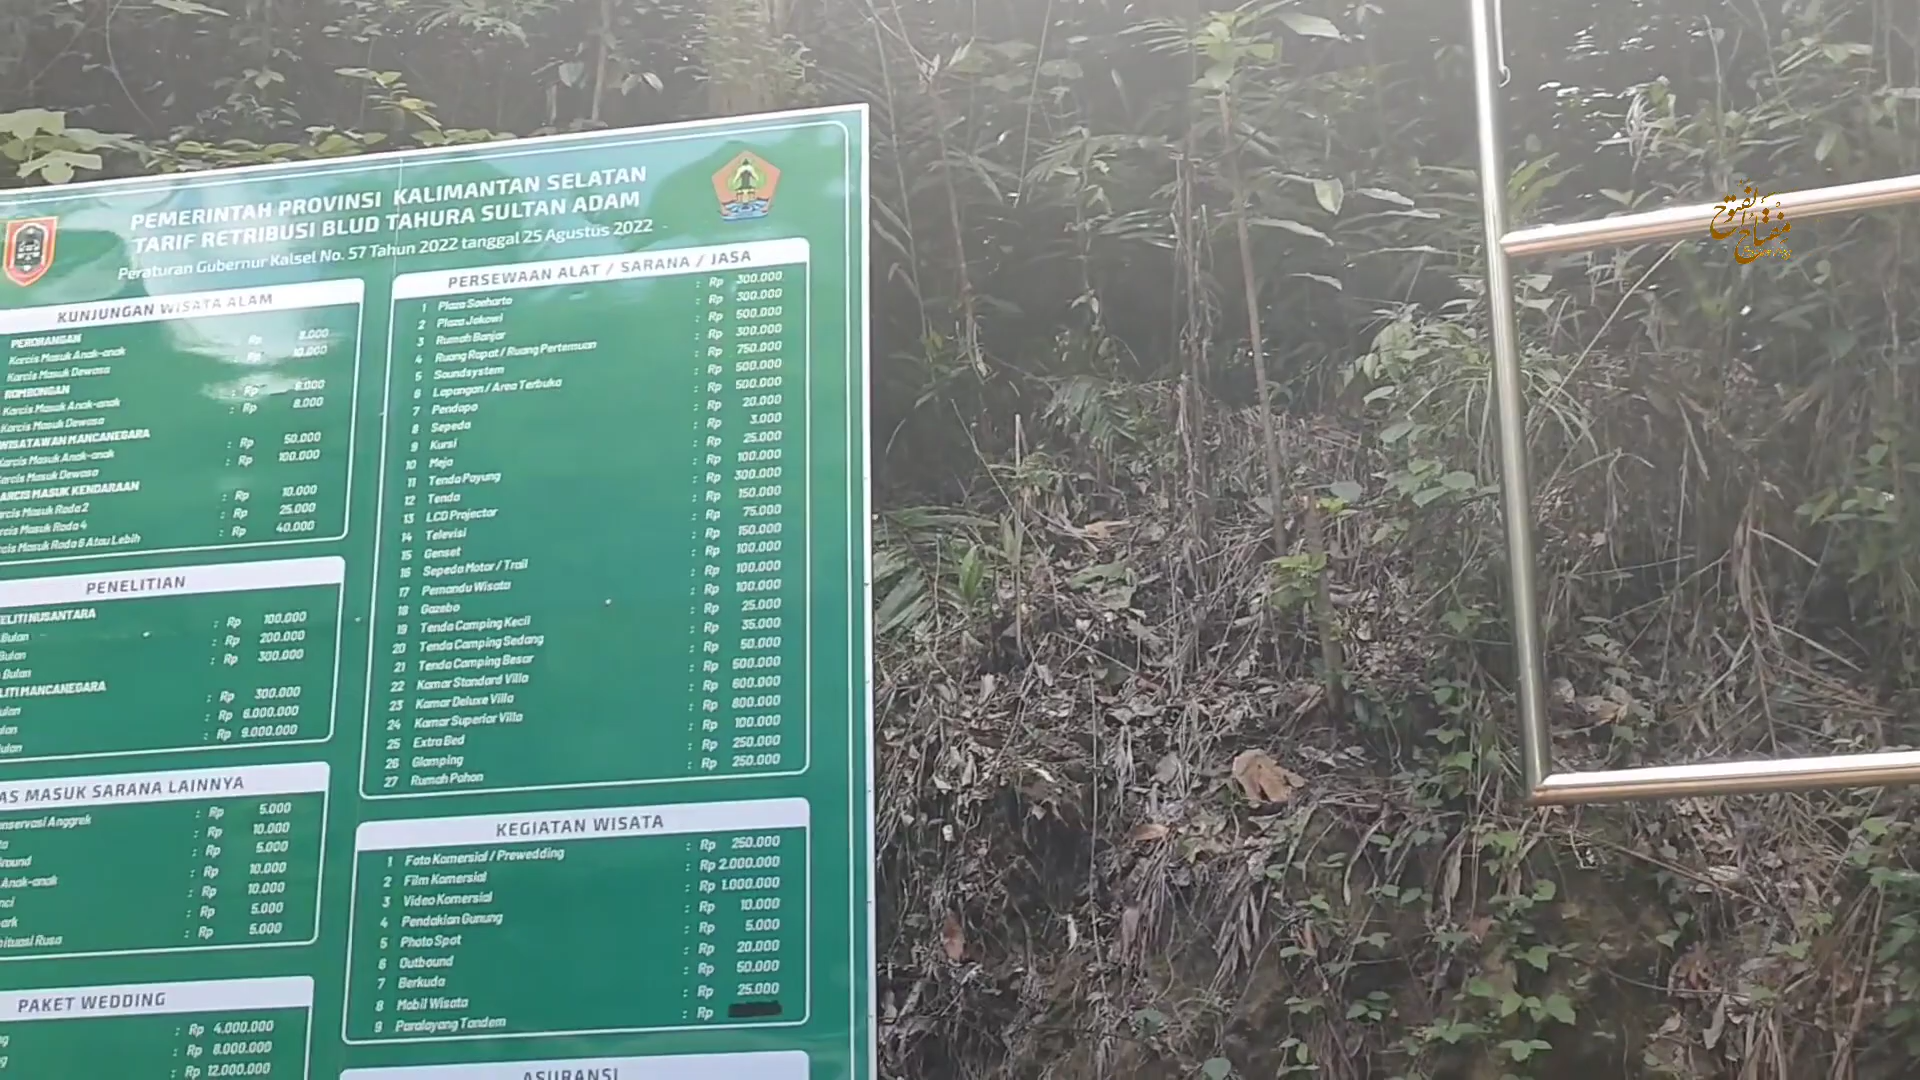 PEMERINTAH PROVINSI KALIMANTAN SELATAN
TARIF RETRIBUSI BLUD TAHURA SULTAN ADAM
Peraturan Gubernur Kalsel No. 57 Tahun 2022 tanggal 25 Agustus 2022
KUNJUNGAN WISATA ALAM
PERORANGAN
Karcis Masuk Anak-anak : Rp 8.000
Karcis Masuk Dewasa : Rp 10.000
ROMBONGAN
Karcis Masuk Anak-anak : Rp 6.000
Karcis Masuk Dewasa : Rp 8.000
WISATAWAN MANCANEGARA
Karcis Masuk Anak-anak : Rp 50.000
Karcis Masuk Dewasa : Rp 100.000
KARCIS MASUK KENDARAAN
Masuk Roda 2 : Rp 10.000
Masuk Roda 4 : Rp 25.000
Masuk Roda 6 Atau Lebih : Rp 40.000
PENELITIAN
NUSANTARA
Bulan : Rp 100.000
Bulan : Rp 200.000
Bulan : Rp 300.000
MANCANEGARA
: Rp 300.000
: Rp 6.000.000
: Rp 9.000.000
MASUK SARANA LAINNYA
Anggrek : Rp 5.000
: Rp 10.000
: Rp 5.000
Anak-anak : Rp 10.000
: Rp 10.000
: Rp 5.000
Rusa : Rp 5.000
PAKET WEDDING
: Rp 4.000.000
: Rp 8.000.000
: Rp 12.000.000
PERSEWAAN ALAT / SARANA / JASA
1 Plaza Soeharto : Rp 300.000
2 Plaza Jokowi : Rp 300.000
3 Rumah Banjar : Rp 500.000
4 Ruang Rapat / Ruang Pertemuan : Rp 300.000
5 Soundsystem : Rp 750.000
6 Lapangan / Area Terbuka : Rp 500.000
7 Pendopo : Rp 500.000
8 Sepeda : Rp 20.000
9 Kursi : Rp 3.000
10 Meja : Rp 25.000
11 Tenda Payung : Rp 100.000
12 Tenda : Rp 300.000
13 LCD Projector : Rp 150.000
14 Televisi : Rp 75.000
15 Genset : Rp 150.000
16 Sepeda Motor / Trail : Rp 100.000
17 Pemandu Wisata : Rp 100.000
18 Gazebo : Rp 100.000
19 Tenda Camping Kecil : Rp 25.000
20 Tenda Camping Sedang : Rp 35.000
21 Tenda Camping Besar : Rp 50.000
22 Kamar Standard Villa : Rp 500.000
23 Kamar Deluxe Villa : Rp 600.000
24 Kamar Superior Villa : Rp 800.000
25 Extra Bed : Rp 100.000
26 Glamping : Rp 250.000
27 Rumah Pohon : Rp 250.000
KEGIATAN WISATA
1 Foto Komersial / Prewedding : Rp 250.000
2 Film Komersial : Rp 2.000.000
3 Video Komersial : Rp 1.000.000
4 Pendakian Gunung : Rp 10.000
5 Photo Spot : Rp 5.000
6 Outbound : Rp 20.000
7 Berkuda : Rp 50.000
8 Mobil Wisata : Rp 25.000
9 Paralayang Tandem : Rp
ASURANSI
مفتاح الفتوح